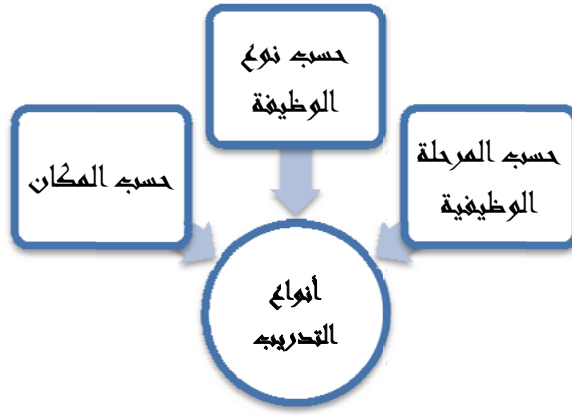 حسب نوع
الوظيفة
حسب المرحلة
الوظيفية
حسب المكان
أنواع
التدريب